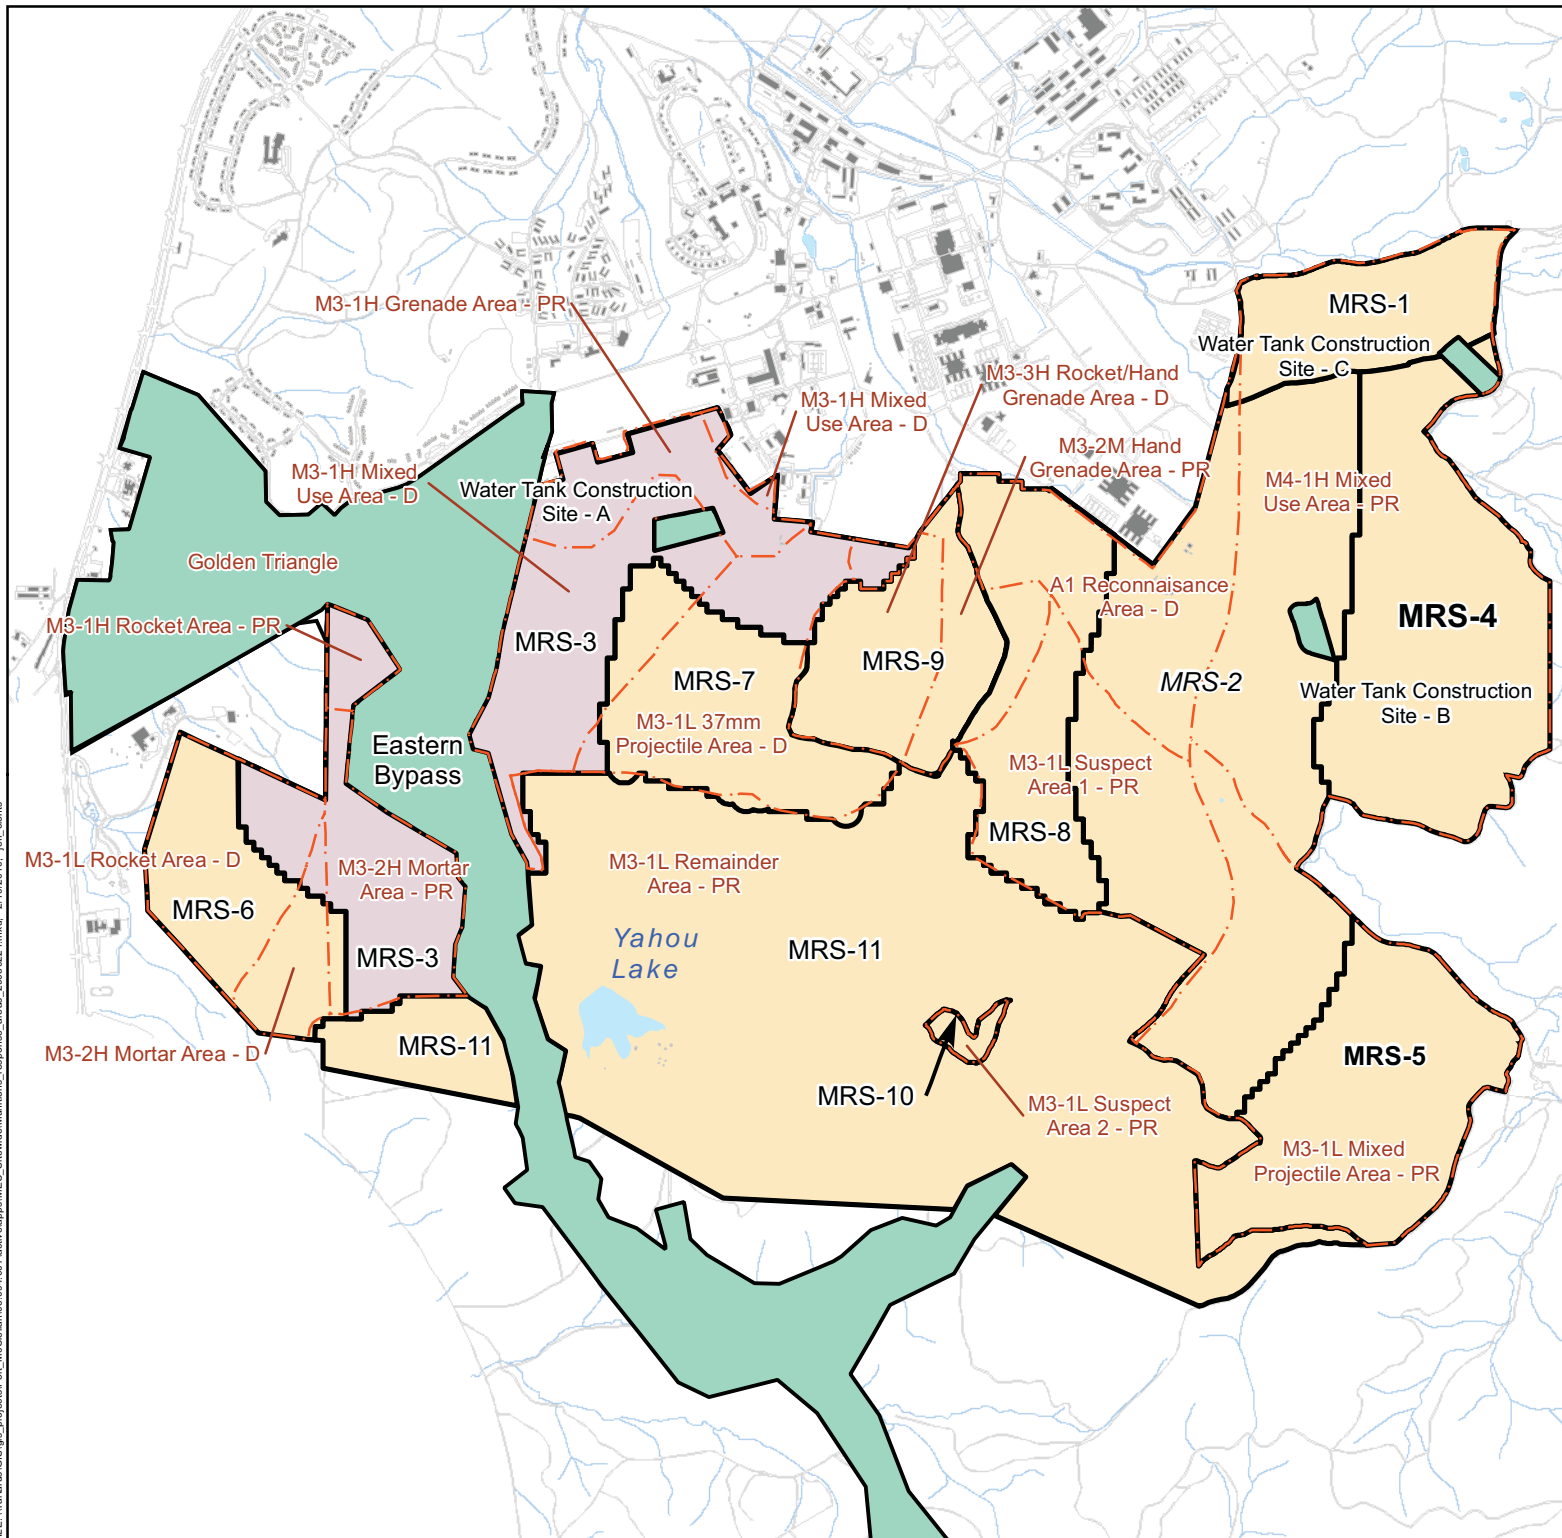 MRS-1
Water Tank Construction
Site - C
M3-1H Grenade Area - PR
M3-3H Rocket/Hand
Grenade Area - D
M3-1H Mixed
Use Area - D
M3-2M Hand
Grenade Area - PR
M3-1H Mixed
Use Area - D
Water Tank Construction
Site - A
M4-1H Mixed
Use Area - PR
Golden Triangle
A1 Reconnaisance
Area - D
MRS-4
M3-1H Rocket Area - PR
MRS-3
MRS-9
MRS-7
MRS-2
Water Tank Construction
Site - B
M3-1L 37mm
Projectile Area - D
Eastern
Bypass
M3-1L Suspect
Area 1 - PR
MRS-8
M3-1L Rocket Area - D
M3-2H Mortar
Area - PR
M3-1L Remainder
Area - PR
MRS-6
Yahou
Lake
MRS-11
MRS-3
M3-2H Mortar Area - D
MRS-11
MRS-5
MRS-10
M3-1L Suspect
Area 2 - PR
M3-1L Mixed
Projectile Area - PR